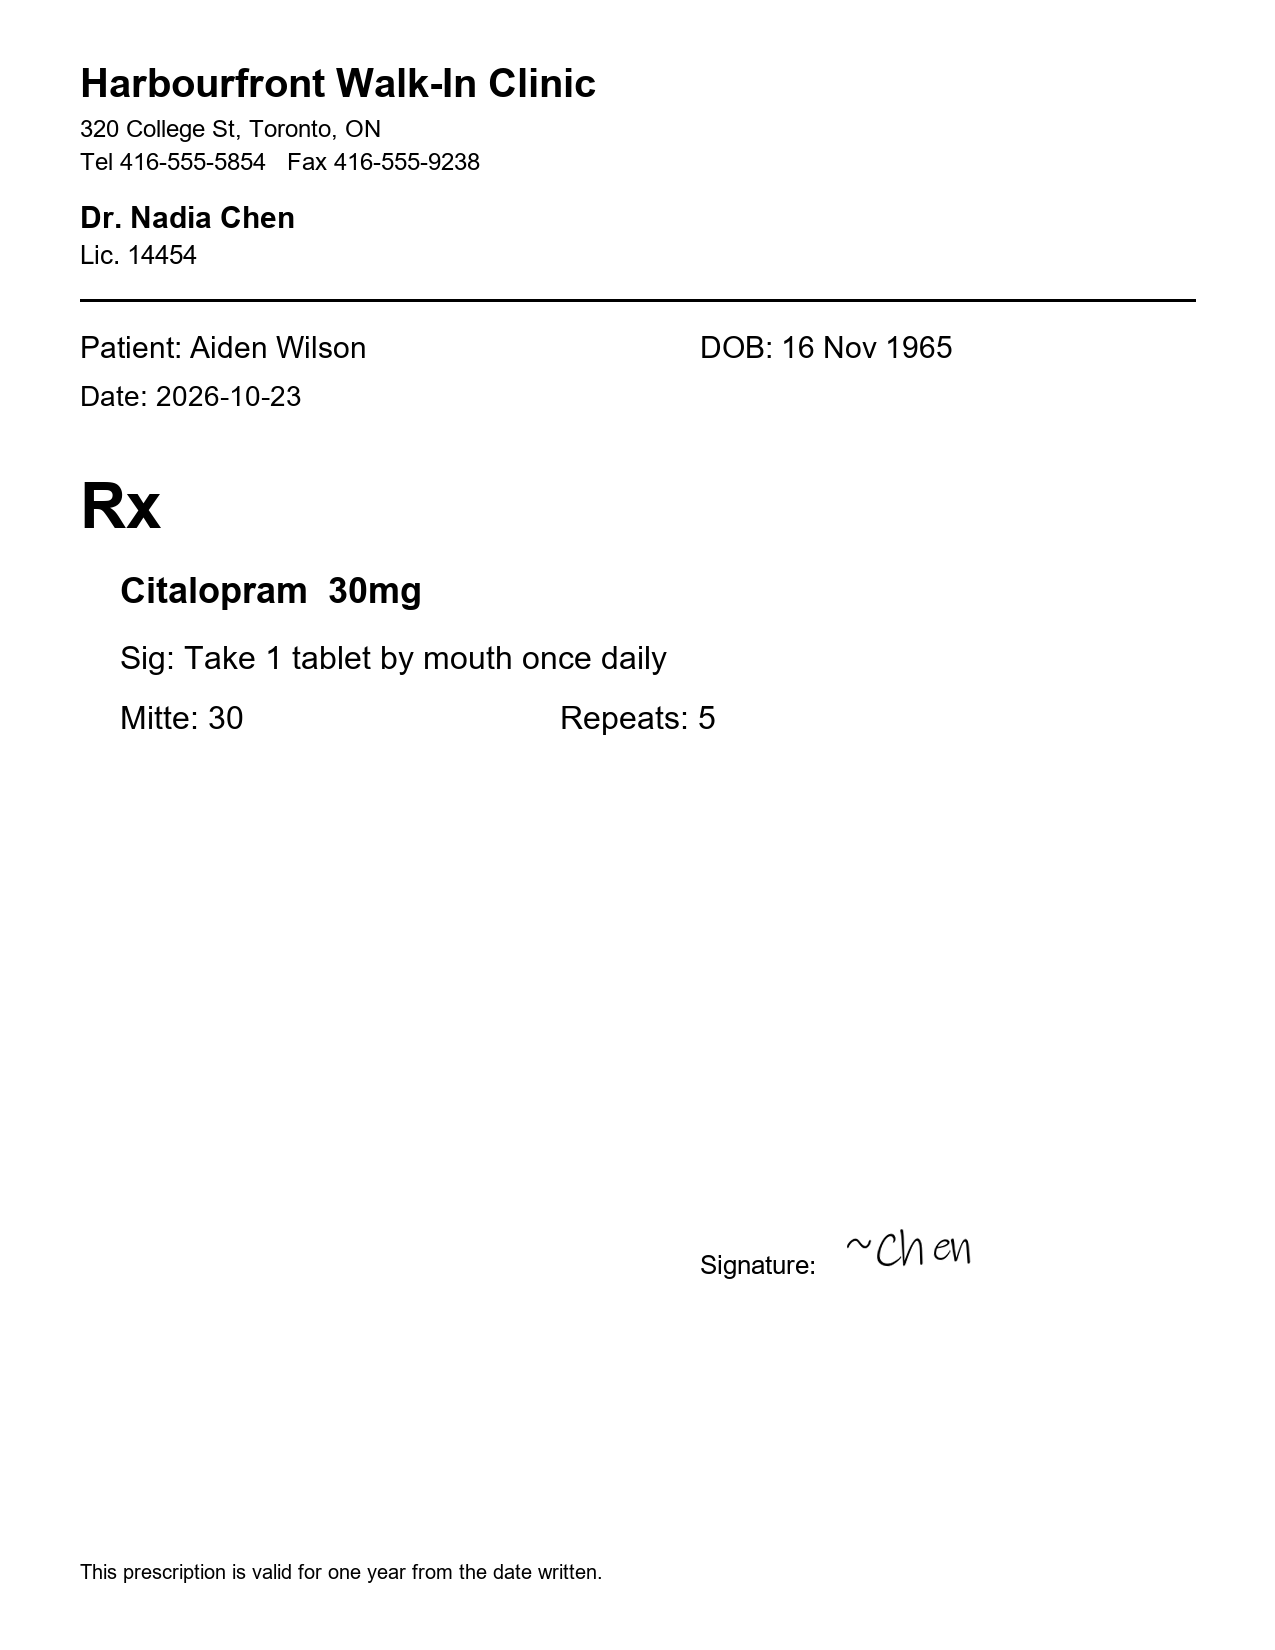 Harbourfront Walk-In Clinic
320 College St, Toronto, ON
Tel 416-555-5854   Fax 416-555-9238
Dr. Nadia Chen
Lic. 14454
Patient: Aiden Wilson   DOB: 16 Nov 1965
Date: 2026-10-23
Rx
Citalopram  30mg
Sig: Take 1 tablet by mouth once daily
Mitte: 30   Repeats: 5
Signature: ~Chen
This prescription is valid for one year from the date written.